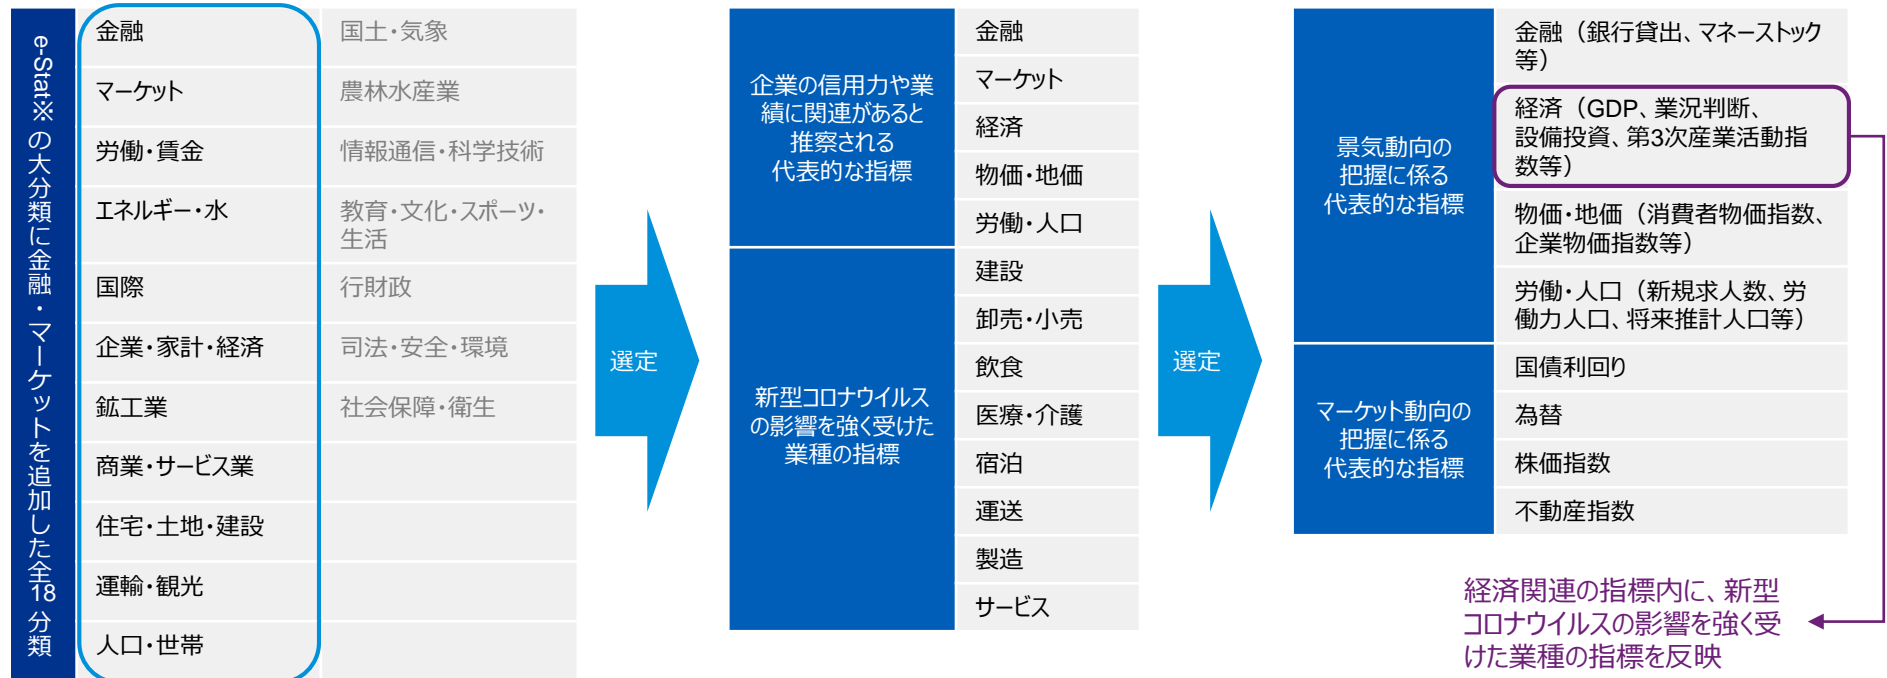 e-Stat※の大分類に金融・マーケットを追加した全18分類
金融
マーケット
労働・賃金
エネルギー・水
国際
企業・家計・経済
鉱工業
商業・サービス業
住宅・土地・建設
運輸・観光
人口・世帯
国土・気象
農林水産業
情報通信・科学技術
教育・文化・スポーツ・
生活
行財政
司法・安全・環境
社会保障・衛生
選定
企業の信用力や業
績に関連があると
推察される
代表的な指標
金融
マーケット
経済
物価・地価
労働・人口
新型コロナウイルス
の影響を強く受けた
業種の指標
建設
卸売・小売
飲食
医療・介護
宿泊
運送
製造
サービス
選定
景気動向の
把握に係る
代表的な指標
金融（銀行貸出、マネーストック
等）
経済（GDP、業況判断、
設備投資、第3次産業活動指
数等）
物価・地価（消費者物価指数、
企業物価指数等）
労働・人口（新規求人数、労
働力人口、将来推計人口等）
マーケット動向の
把握に係る
代表的な指標
国債利回り
為替
株価指数
不動産指数
経済関連の指標内に、新型
コロナウイルスの影響を強く受
けた業種の指標を反映